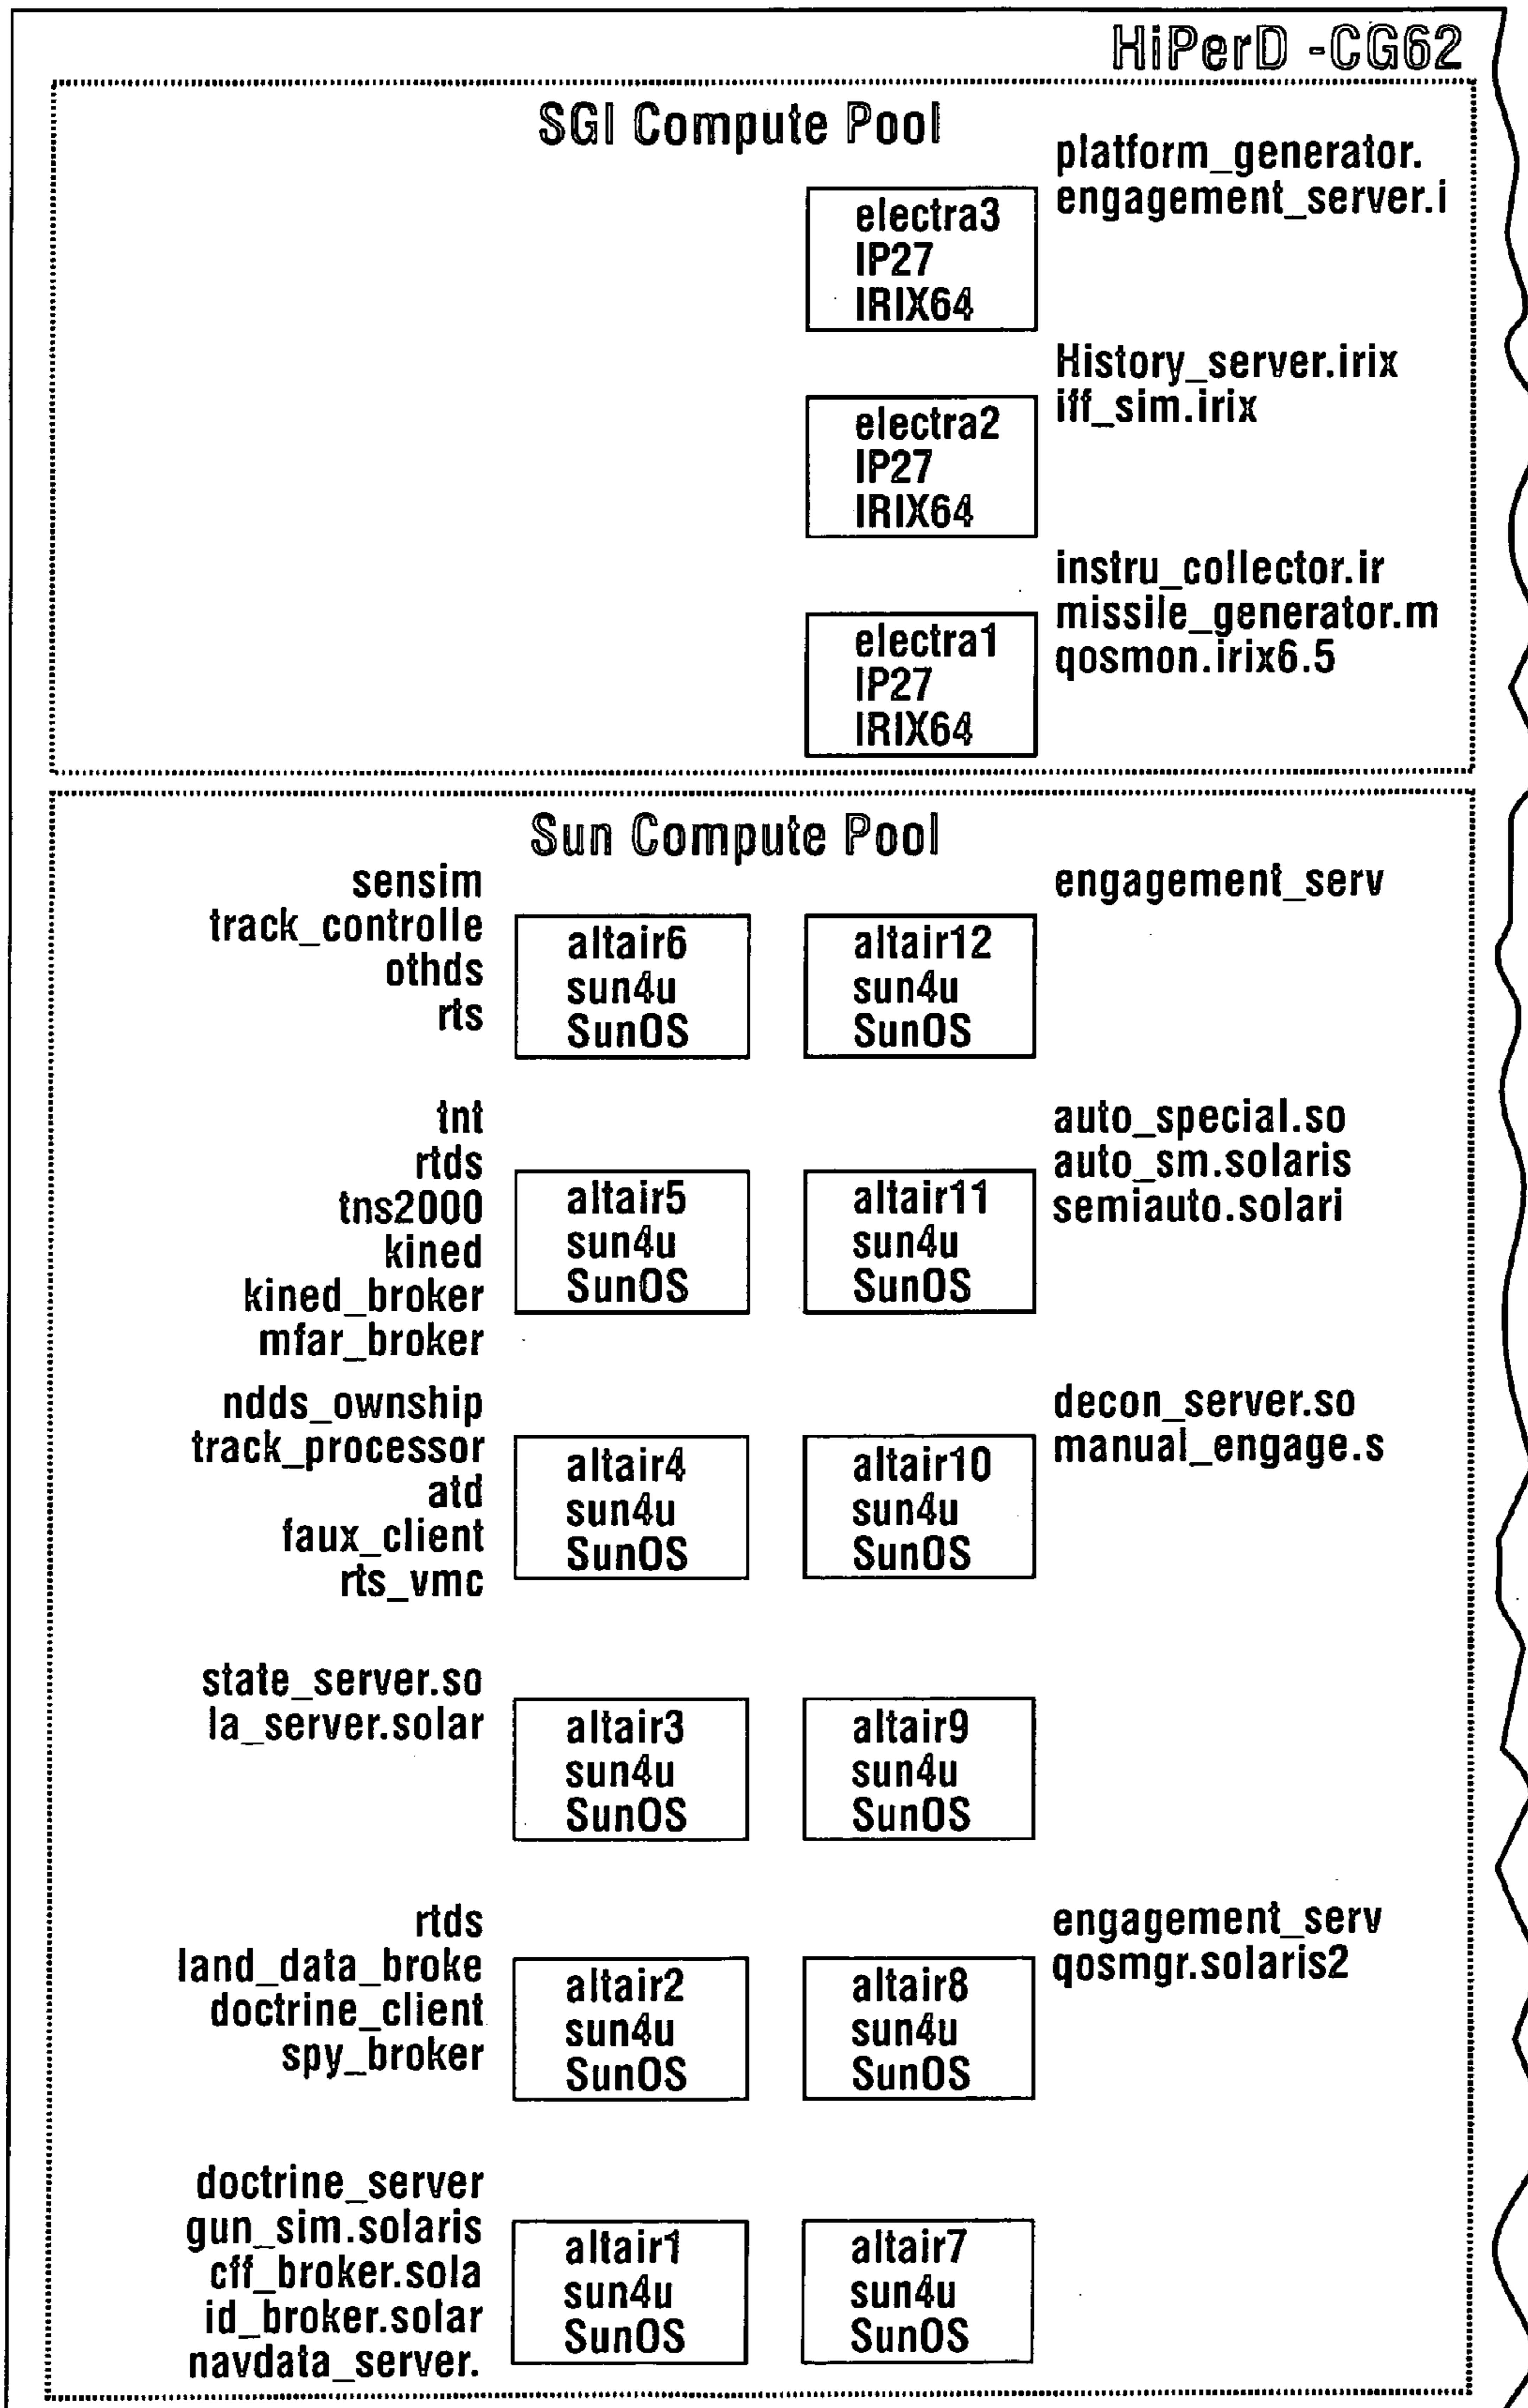 HiPerD -CG62
SGI Compute Pool
platform_generator.
engagement_server.i
electra3
IP27
IRIX64
History_server.irix
iff_sim.irix
electra2
IP27
IRIX64
instru_collector.ir
missile_generator.m
qosmon.irix6.5
electra1
IP27
IRIX64
Sun Compute Pool
sensim
track_controlle
othds
rts
altair6
sun4u
SunOS
altair12
sun4u
SunOS
engagement_serv
tnt
rtds
tns2000
kined
kined_broker
mfar_broker
altair5
sun4u
SunOS
altair11
sun4u
SunOS
auto_special.so
auto_sm.solaris
semiauto.solari
ndds_ownship
track_processor
atd
faux_client
rts_vmc
altair4
sun4u
SunOS
altair10
sun4u
SunOS
decon_server.so
manual_engage.s
state_server.so
la_server.solar
altair3
sun4u
SunOS
altair9
sun4u
SunOS
rtds
land_data_broke
doctrine_client
spy_broker
altair2
sun4u
SunOS
altair8
sun4u
SunOS
engagement_serv
qosmgr.solaris2
doctrine_server
gun_sim.solaris
cff_broker.sola
id_broker.solar
navdata_server.
altair1
sun4u
SunOS
altair7
sun4u
SunOS